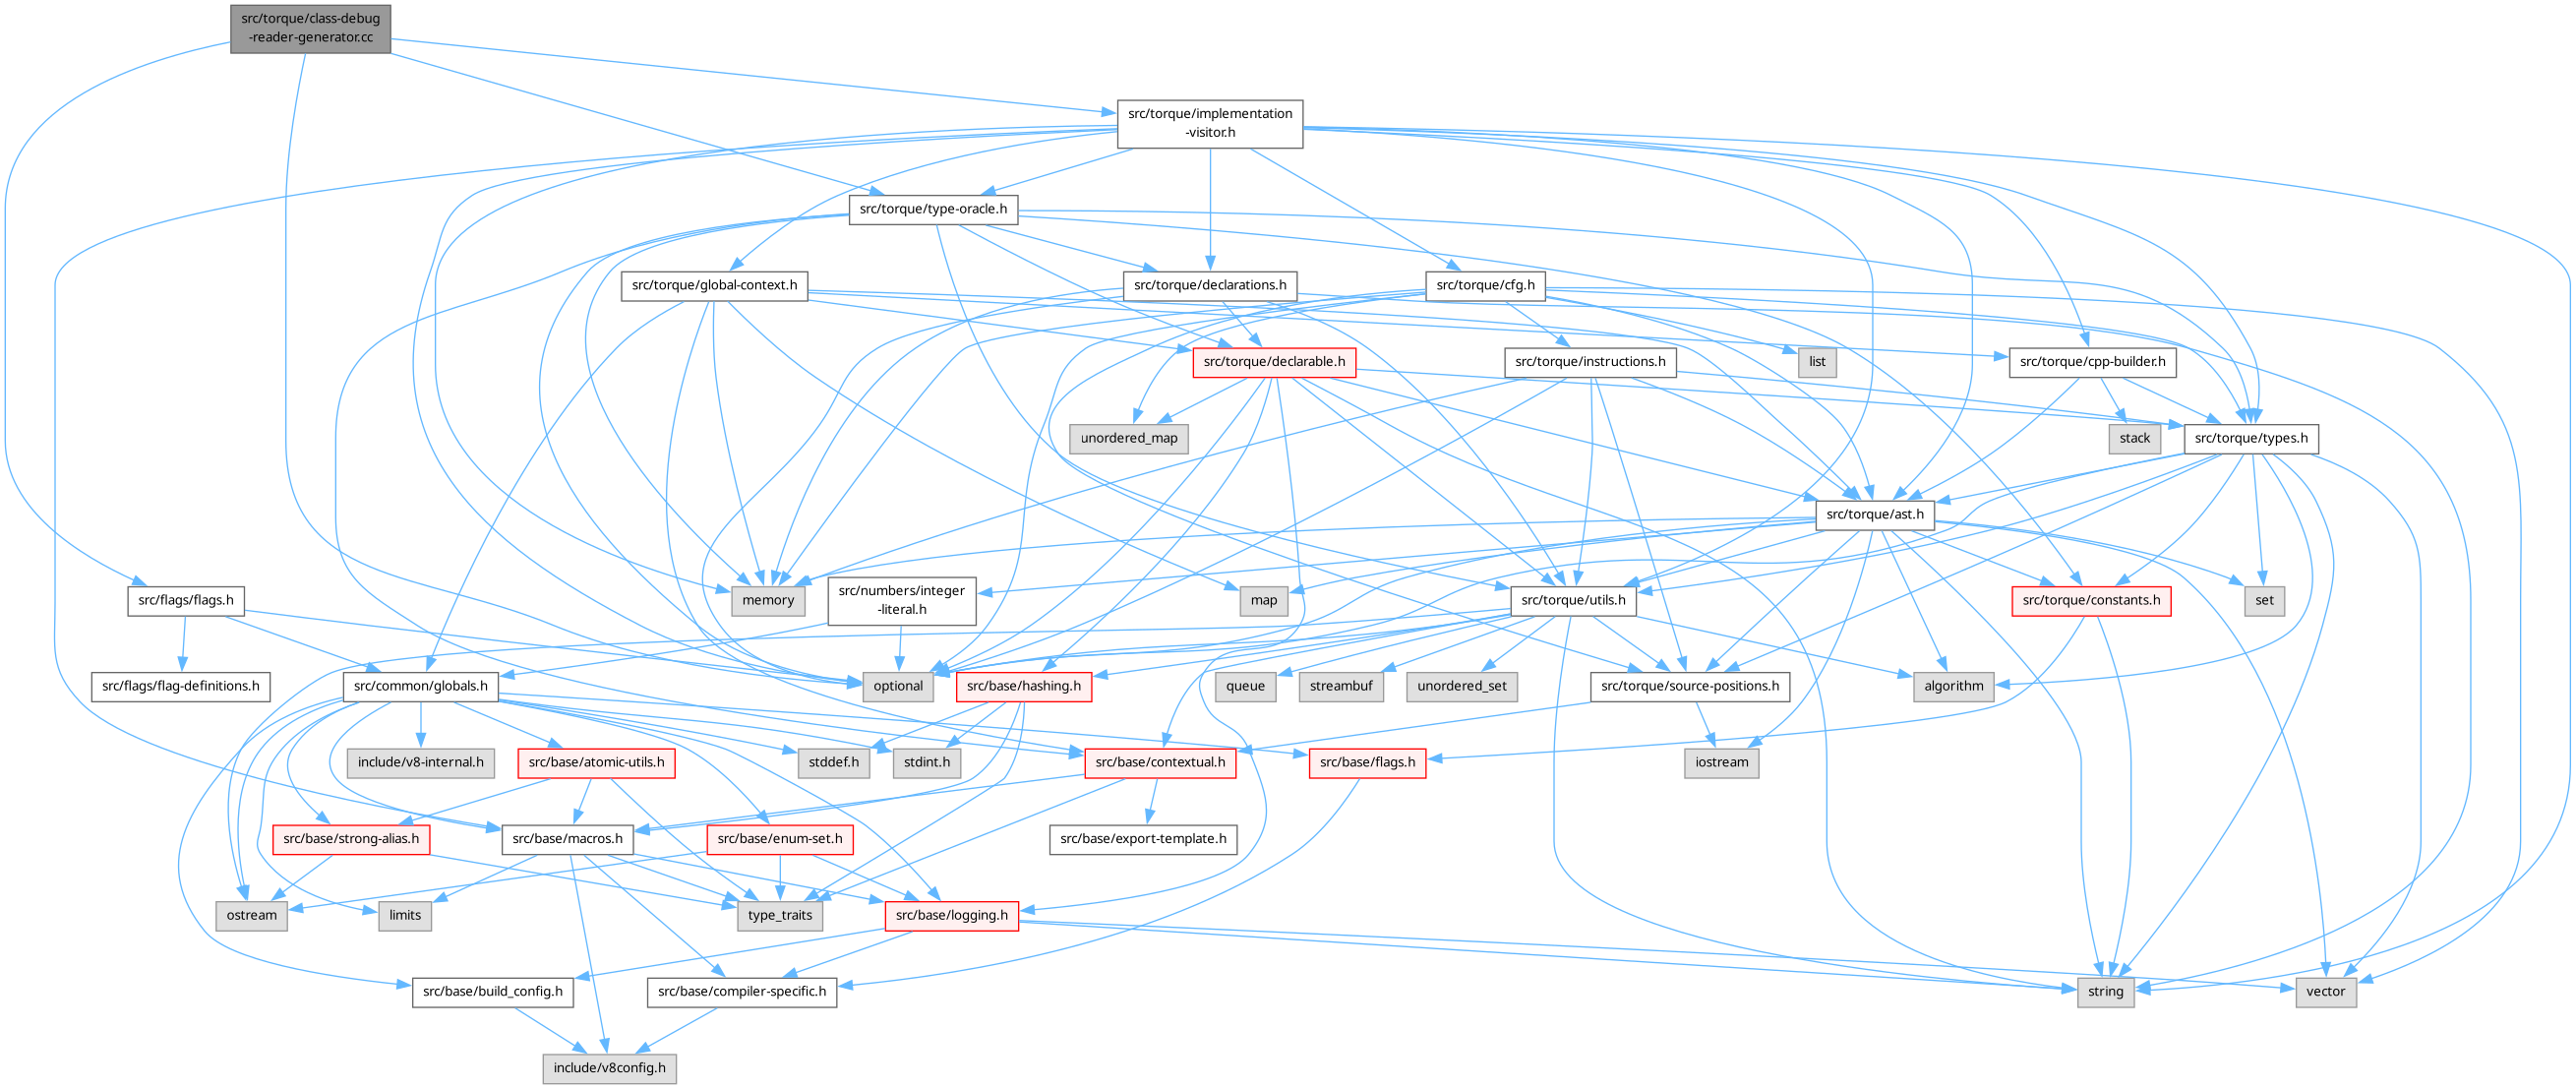 src/torque/class-debug
-reader-generator.cc
src/torque/implementation
-visitor.h
src/torque/type-oracle.h
src/torque/global-context.h
src/torque/declarations.h
src/torque/cfg.h
src/torque/declarable.h
src/torque/instructions.h
list
src/torque/cpp-builder.h
unordered_map
stack
src/torque/types.h
src/torque/ast.h
src/flags/flags.h
memory
src/numbers/integer
-literal.h
map
src/torque/utils.h
src/torque/constants.h
set
src/flags/flag-definitions.h
src/common/globals.h
optional
src/base/hashing.h
queue
streambuf
unordered_set
src/torque/source-positions.h
algorithm
include/v8-internal.h
src/base/atomic-utils.h
stddef.h
stdint.h
src/base/contextual.h
src/base/flags.h
iostream
src/base/strong-alias.h
src/base/macros.h
src/base/enum-set.h
src/base/export-template.h
ostream
limits
type_traits
src/base/logging.h
src/base/build_config.h
src/base/compiler-specific.h
string
vector
include/v8config.h